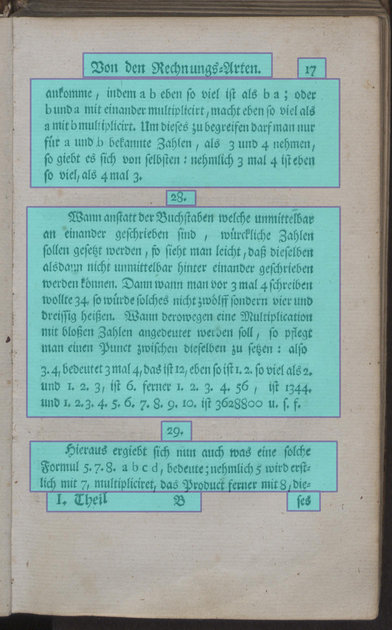 Von den Rechnungs-Arten. 17
ankomme, indem a b eben so viel ist als b a; oder
b und a mit einander multiplicirt, macht eben so viel als
a mit b multiplicirt. Um dieses zu begreifen darf man nur
für a und b bekannte Zahlen, als 3 und 4 nehmen,
so giebt es sich von selbsten: nehmlich 3 mal 4 ist eben
so viel, als 4 mal 3.
28.
Wann anstatt der Buchstaben welche unmittelbar
an einander geschrieben sind, würckliche Zahlen
sollen gesetzt werden, so sieht man leicht, daß dieselben
alsdann nicht unmittelbar hinter einander geschrieben
werden können. Dann wann man vor 3 mal 4 schreiben
wollte 34, so würde solches nicht zwölf sondern vier und
dreissig heißen. Wann derowegen eine Multiplication
mit bloßen Zahlen angedeutet werden soll, so pflegt
man einen Punct zwischen dieselben zu setzen: also
3. 4, bedeutet 3 mal 4, das ist 12, eben so ist 1. 2. so viel als 2.
und 1. 2. 3, ist 6. ferner 1. 2. 3. 4. 56, ist 1344.
und 1. 2. 3. 4. 5. 6. 7. 8. 9. 10. ist 3628800 u. s. f.
29.
Hieraus ergiebt sich nun auch was eine solche
Formul 5. 7. 8. a b c d, bedeute; nehmlich 5 wird erst-
lich mit 7, multipliciret, das Product ferner mit 8, die-
I. Theil B ses